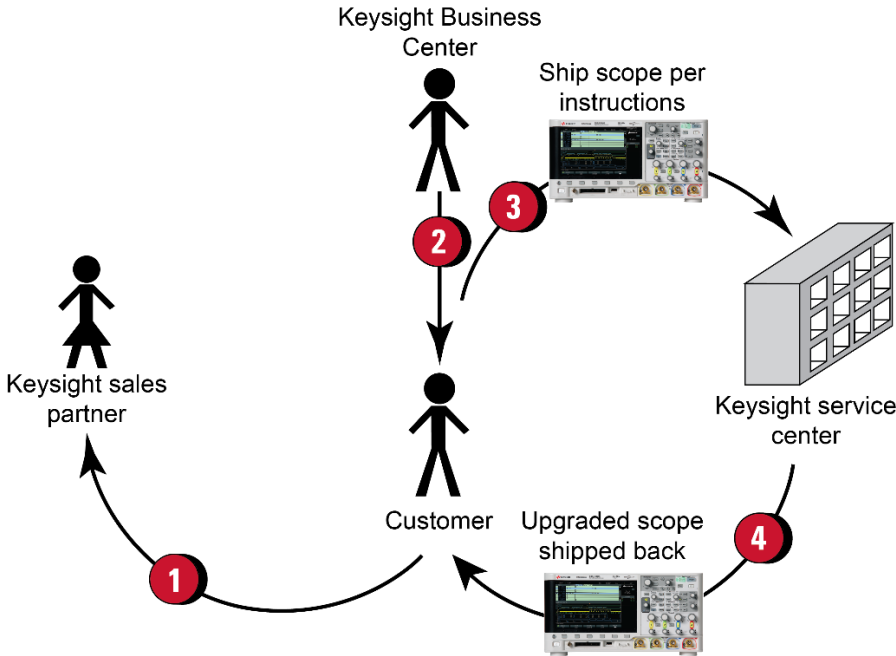 Keysight Business
Center
Ship scope per
instructions
3
2
Keysight sales
partner
Keysight service
center
Customer
Upgraded scope
shipped back
4
1